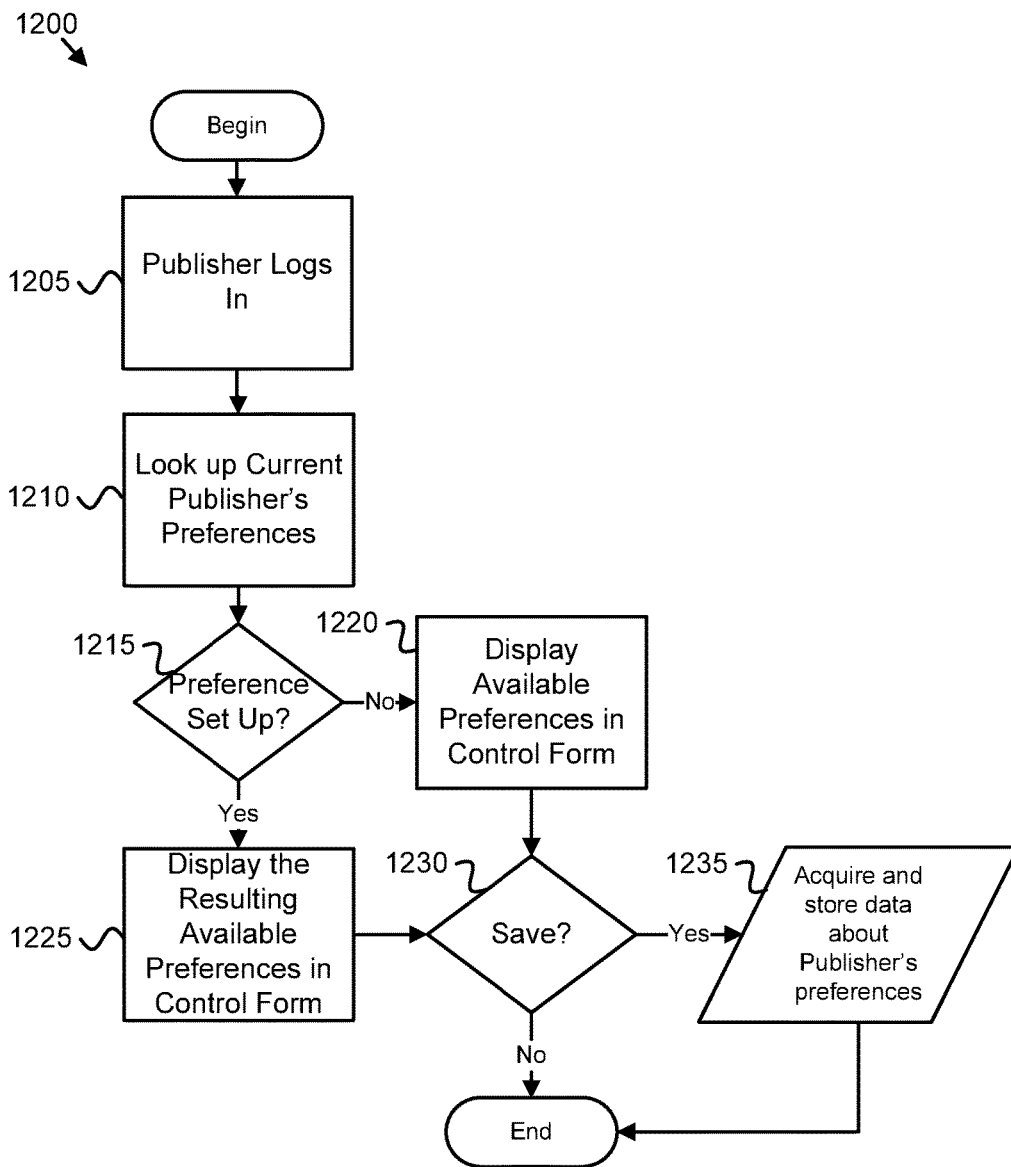 1200
Begin
1205
Publisher Logs
In
1210
Look up Current
Publisher's
Preferences
1215
Preference
Set Up?
No
1220
Display
Available
Preferences in
Control Form
Yes
1225
Display the
Resulting
Available
Preferences in
Control Form
1230
Save?
Yes
1235
Acquire and
store data
about
Publisher's
preferences
No
End